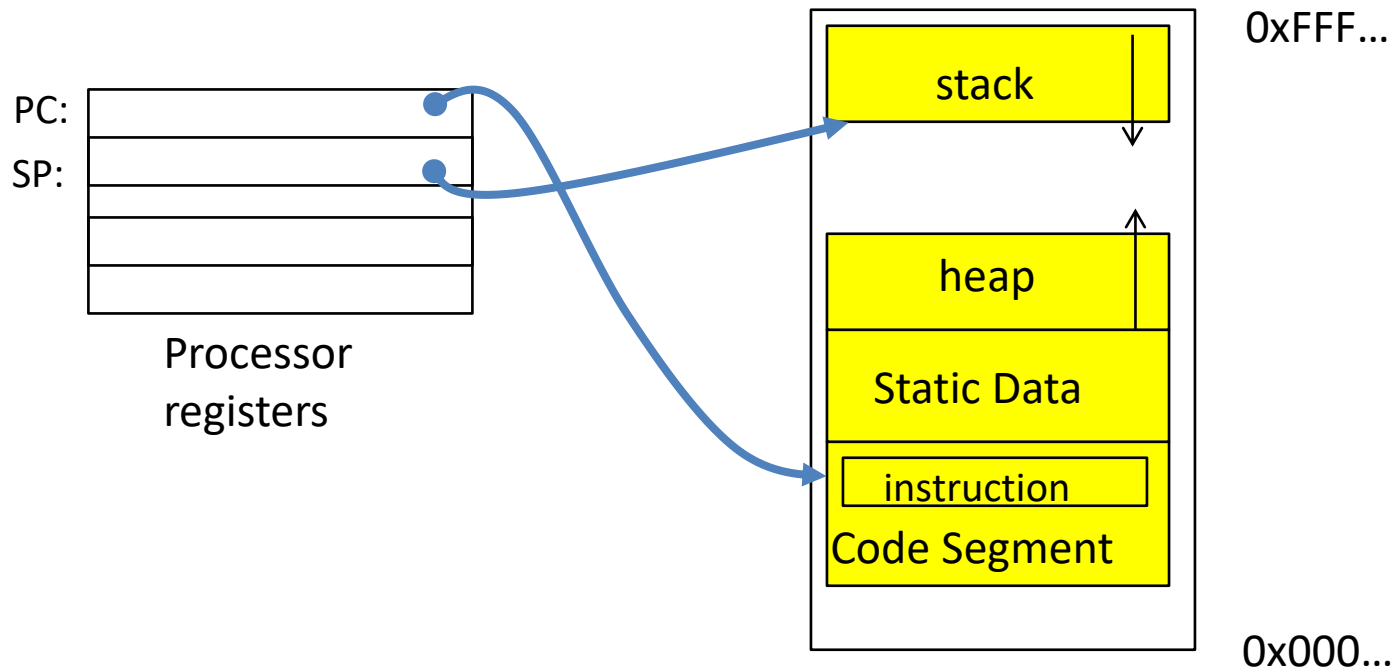 PC:
SP:
Processor
registers
0xFFF...
stack
heap
Static Data
instruction
Code Segment
0x000...